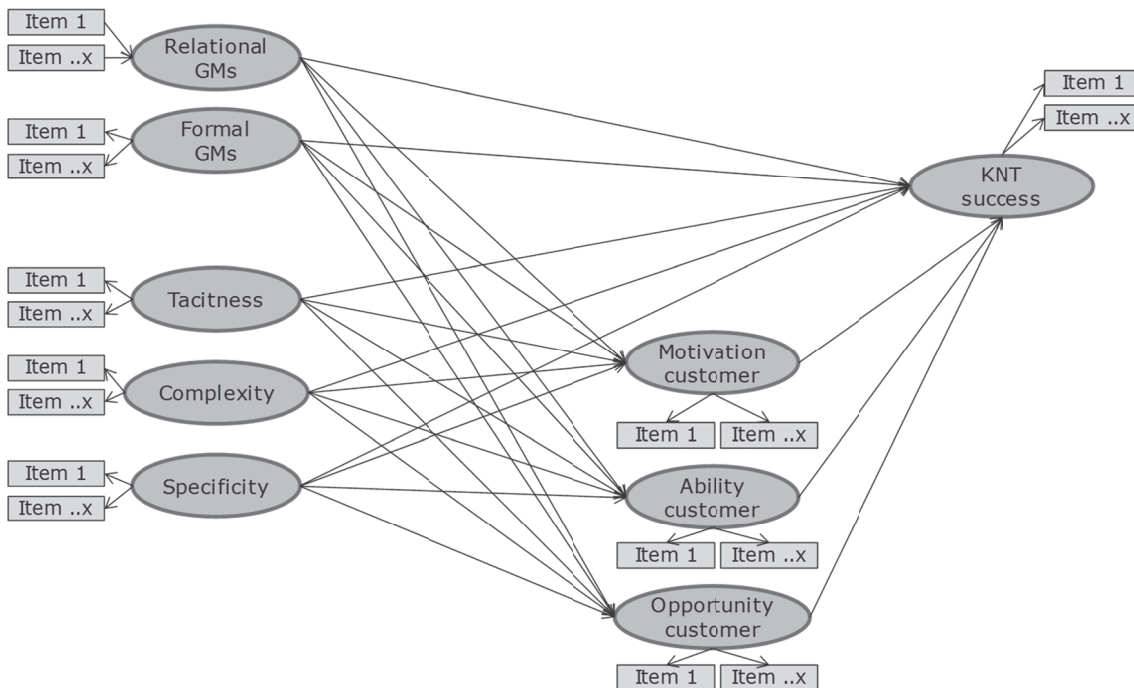 Item 1
Item ..x
Relational
GMs
Item 1
Item ..x
Formal
GMs
Item 1
Item ..x
KNT
success
Item 1
Item ..x
Tacitness
Item 1
Item ..x
Complexity
Item 1
Item ..x
Specificity
Motivation
customer
Item 1
Item ..x
Ability
customer
Item 1
Item ..x
Opportunity
customer
Item 1
Item ..x